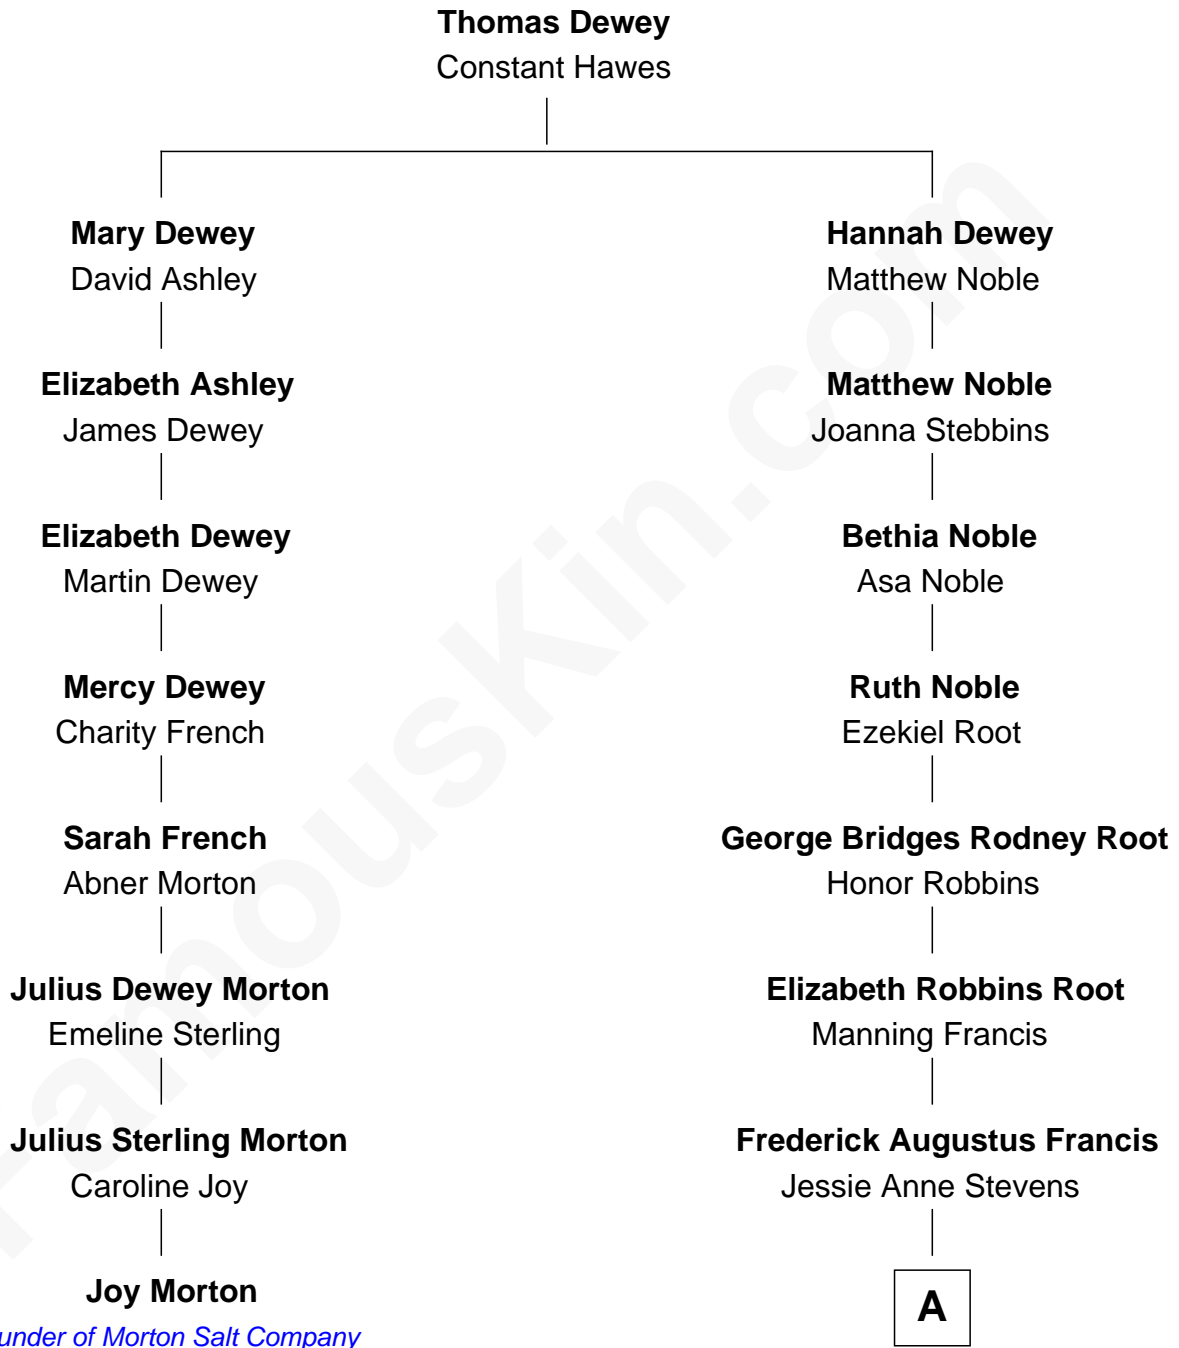 Thomas Dewey
Constant Hawes
Mary Dewey
David Ashley
Hannah Dewey
Matthew Noble
Elizabeth Ashley
James Dewey
Matthew Noble
Joanna Stebbins
Elizabeth Dewey
Martin Dewey
Bethia Noble
Asa Noble
Mercy Dewey
Charity French
Ruth Noble
Ezekiel Root
Sarah French
Abner Morton
George Bridges Rodney Root
Honor Robbins
Julius Dewey Morton
Emeline Sterling
Elizabeth Robbins Root
Manning Francis
Julius Sterling Morton
Caroline Joy
Frederick Augustus Francis
Jessie Anne Stevens
Joy Morton
under of Morton Salt Company
A
FamousKin.com